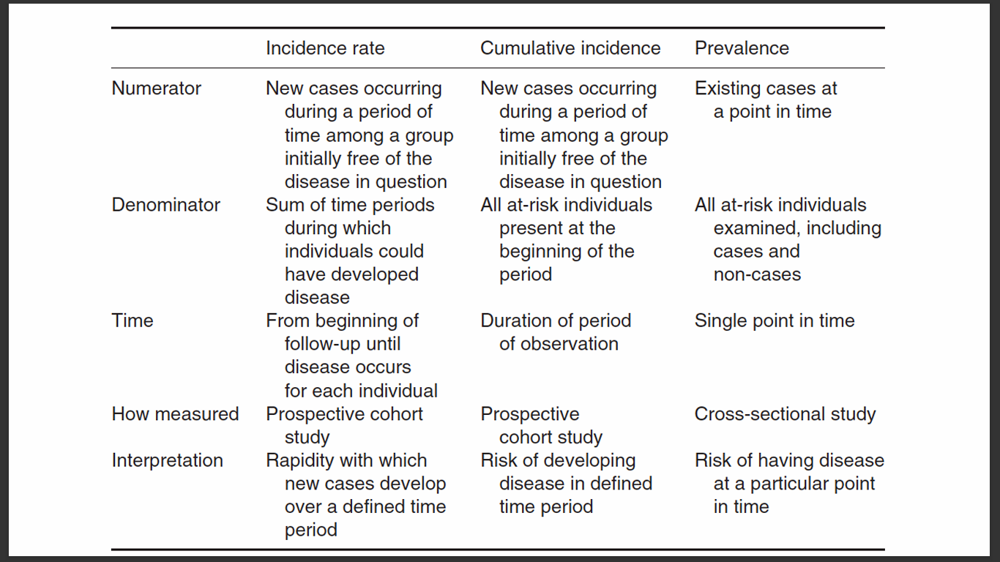 Incidence rate Cumulative incidence Prevalence
Numerator New cases occurring New cases occurring Existing cases at
during a period of during a period of a point in time
time among a group time among a group
initially free of the initially free of the
disease in question disease in question
Denominator Sum of time periods All at-risk individuals All at-risk individuals
during which present at the examined, including
individuals could beginning of the cases and
have developed period non-cases
disease
Time From beginning of Duration of period Single point in time
follow-up until of observation
disease occurs
for each individual
How measured Prospective cohort Prospective Cross-sectional study
study cohort study
Interpretation Rapidity with which Risk of developing Risk of having disease
new cases develop disease in defined at a particular point
over a defined time time period in time
period